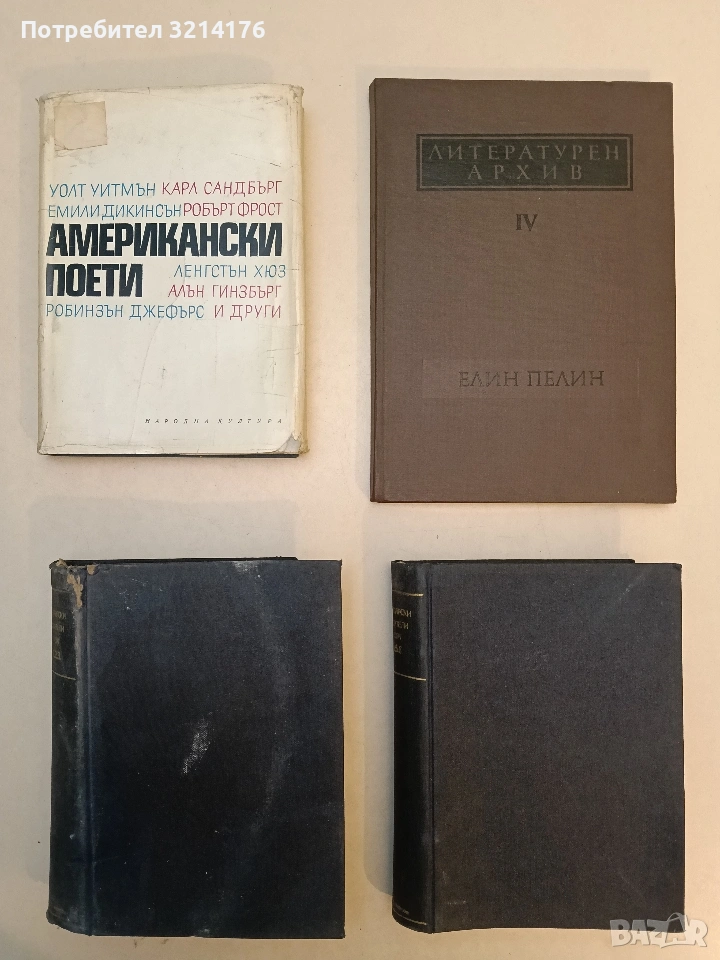 Потребител 3214176
УОЛТ УИТМЪН КАРЛ САНДБЪРГ
ЕМИЛИ ДИКИНСЪН РОБЪРТ ФРОСТ
АМЕРИКАНСКИ
ПОЕТИ
ЛЕНГСТЪН ХЮЗ
АЛЪН ГИНЗБЪРГ
РОБИНЗЪН ДЖЕФЪРС И ДРУГИ
НАРОДНА КУЛТУРА
ЛИТЕРАТУРЕН
АРХИВ
IV
ЕЛИН ПЕЛИН
BAZAR